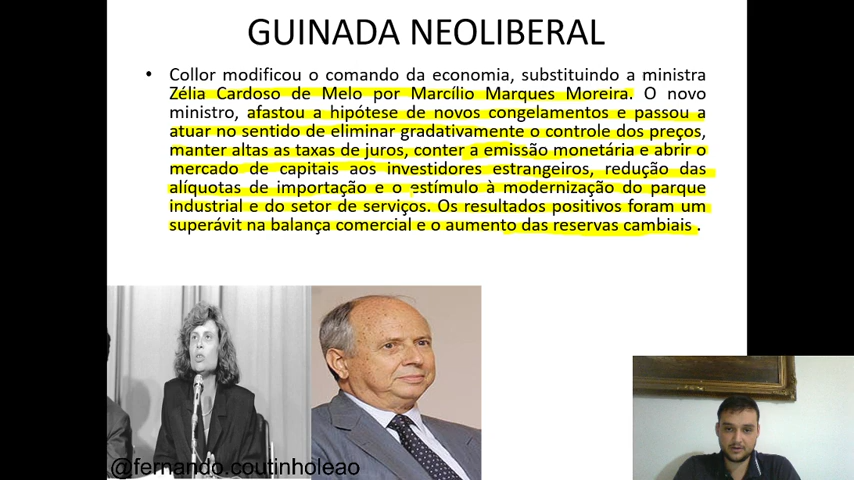 GUINADA NEOLIBERAL
• Collor modificou o comando da economia, substituindo a ministra
Zélia Cardoso de Melo por Marcílio Marques Moreira. O novo
ministro, afastou a hipótese de novos congelamentos e passou a
atuar no sentido de eliminar gradativamente o controle dos preços,
manter altas as taxas de juros, conter a emissão monetária e abrir o
mercado de capitais aos investidores estrangeiros, redução das
alíquotas de importação e o estímulo à modernização do parque
industrial e do setor de serviços. Os resultados positivos foram um
superávit na balança comercial e o aumento das reservas cambiais .
@fernando.coutinholeao